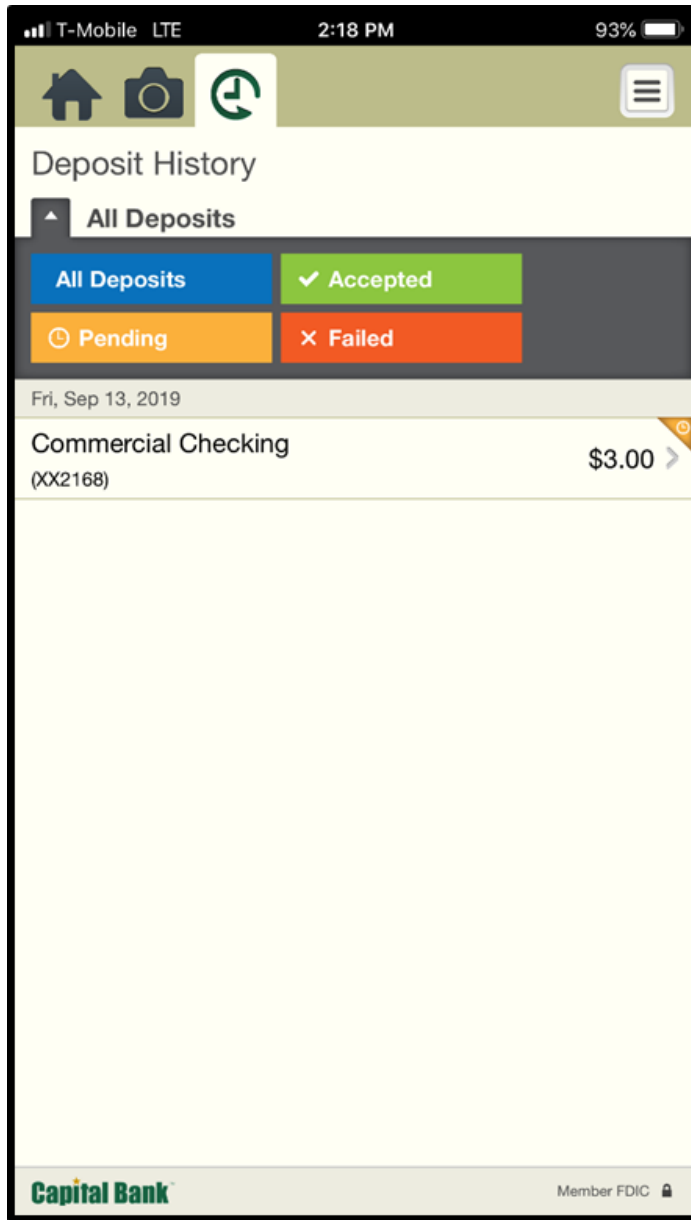 T-Mobile LTE 2:18 PM 93%
Deposit History
All Deposits
All Deposits Accepted
Pending Failed
Fri, Sep 13, 2019
Commercial Checking
$3.00
(XX2168)
Capital Bank Member FDIC